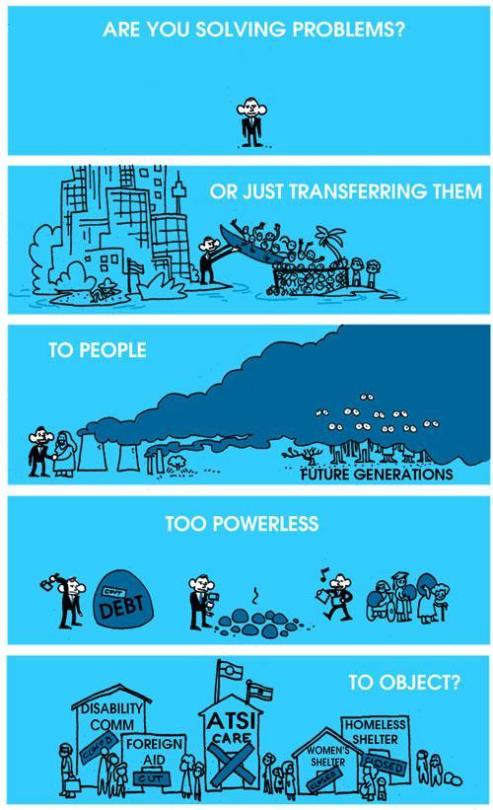 ARE YOU SOLVING PROBLEMS?
OR JUST TRANSFERRING THEM
TO PEOPLE
FUTURE GENERATIONS
TOO POWERLESS
GOVT
DEBT
TO OBJECT?
DISABILITY
COMM
CLOSED
FOREIGN
AID
CUT
ATSI
CARE
WOMEN'S
SHELTER
CLOSED
HOMELESS
SHELTER
CLOSED